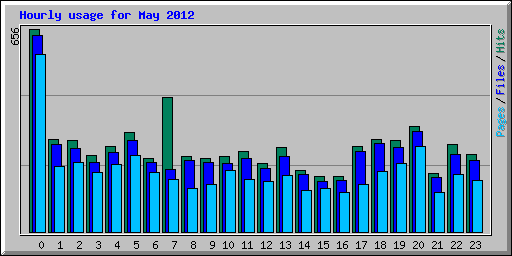 Hourly usage for May 2012
656
Pages / Files / Hits
0 1 2 3 4 5 6 7 8 9 10 11 12 13 14 15 16 17 18 19 20 21 22 23